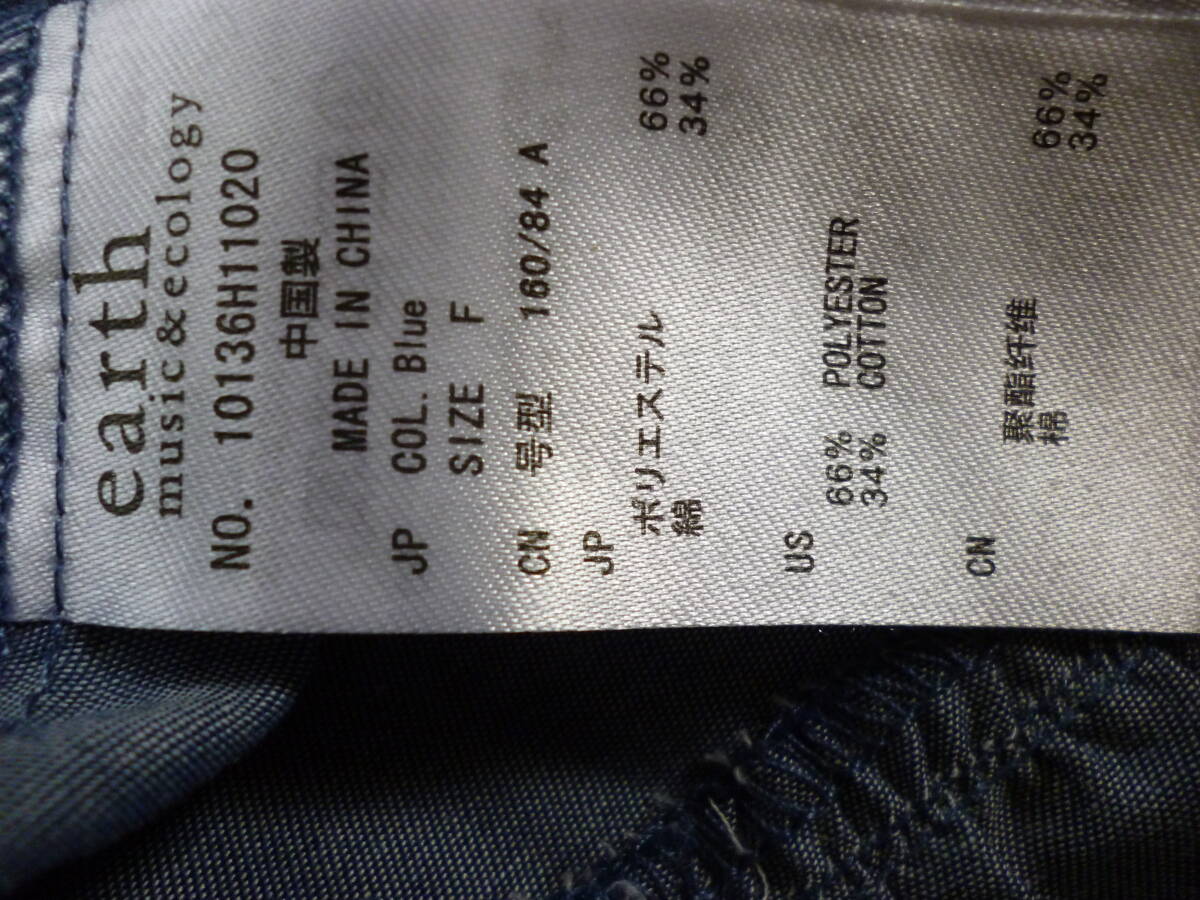 earth
music&ecology
NO. 10136H11020
中国製
MADE IN CHINA
JP COL. Blue
SIZE F
CN 号型 160/84 A
JP
ポリエステル 66%
綿 34%
US
66% POLYESTER
34% COTTON
CN
聚酯纤维 66%
棉 34%